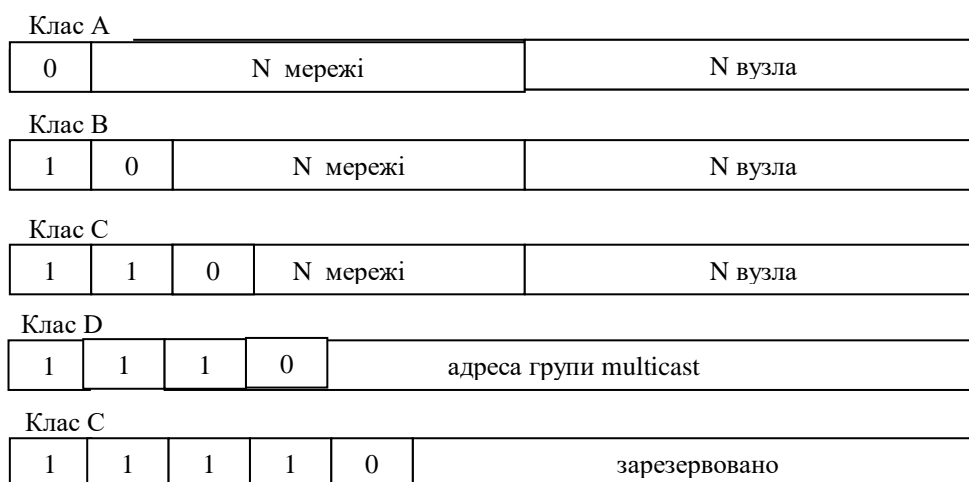 Клас А
0 N мережі N вузла
Клас В
1 0 N мережі N вузла
Клас С
1 1 0 N мережі N вузла
Клас D
1 1 1 0 адреса групи multicast
Клас С
1 1 1 1 0 зарезервовано